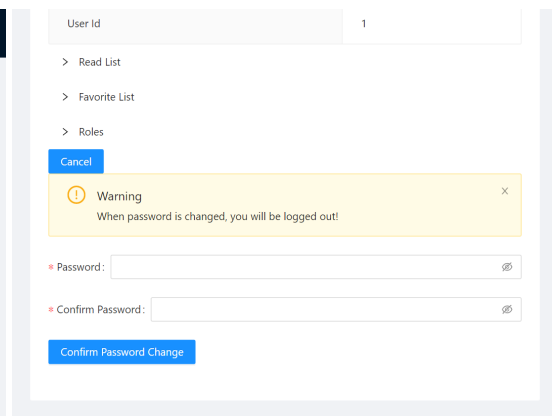 User Id 1
Read List
Favorite List
Roles
Cancel
Warning
When password is changed, you will be logged out!
* Password:
* Confirm Password:
Confirm Password Change